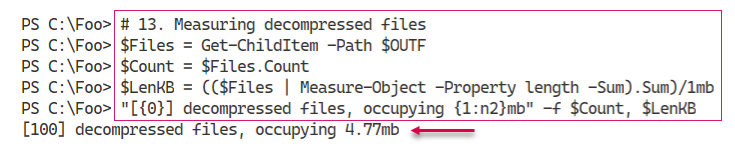 PS C:\Foo> # 13. Measuring decompressed files
PS C:\Foo> $Files = Get-ChildItem -Path $OUTF
PS C:\Foo> $Count = $Files.Count
PS C:\Foo> $LenKB = (($Files | Measure-Object -Property length -Sum).Sum)/1mb
PS C:\Foo> "[{0}] decompressed files, occupying {1:n2}mb" -f $Count, $LenKB
[100] decompressed files, occupying 4.77mb